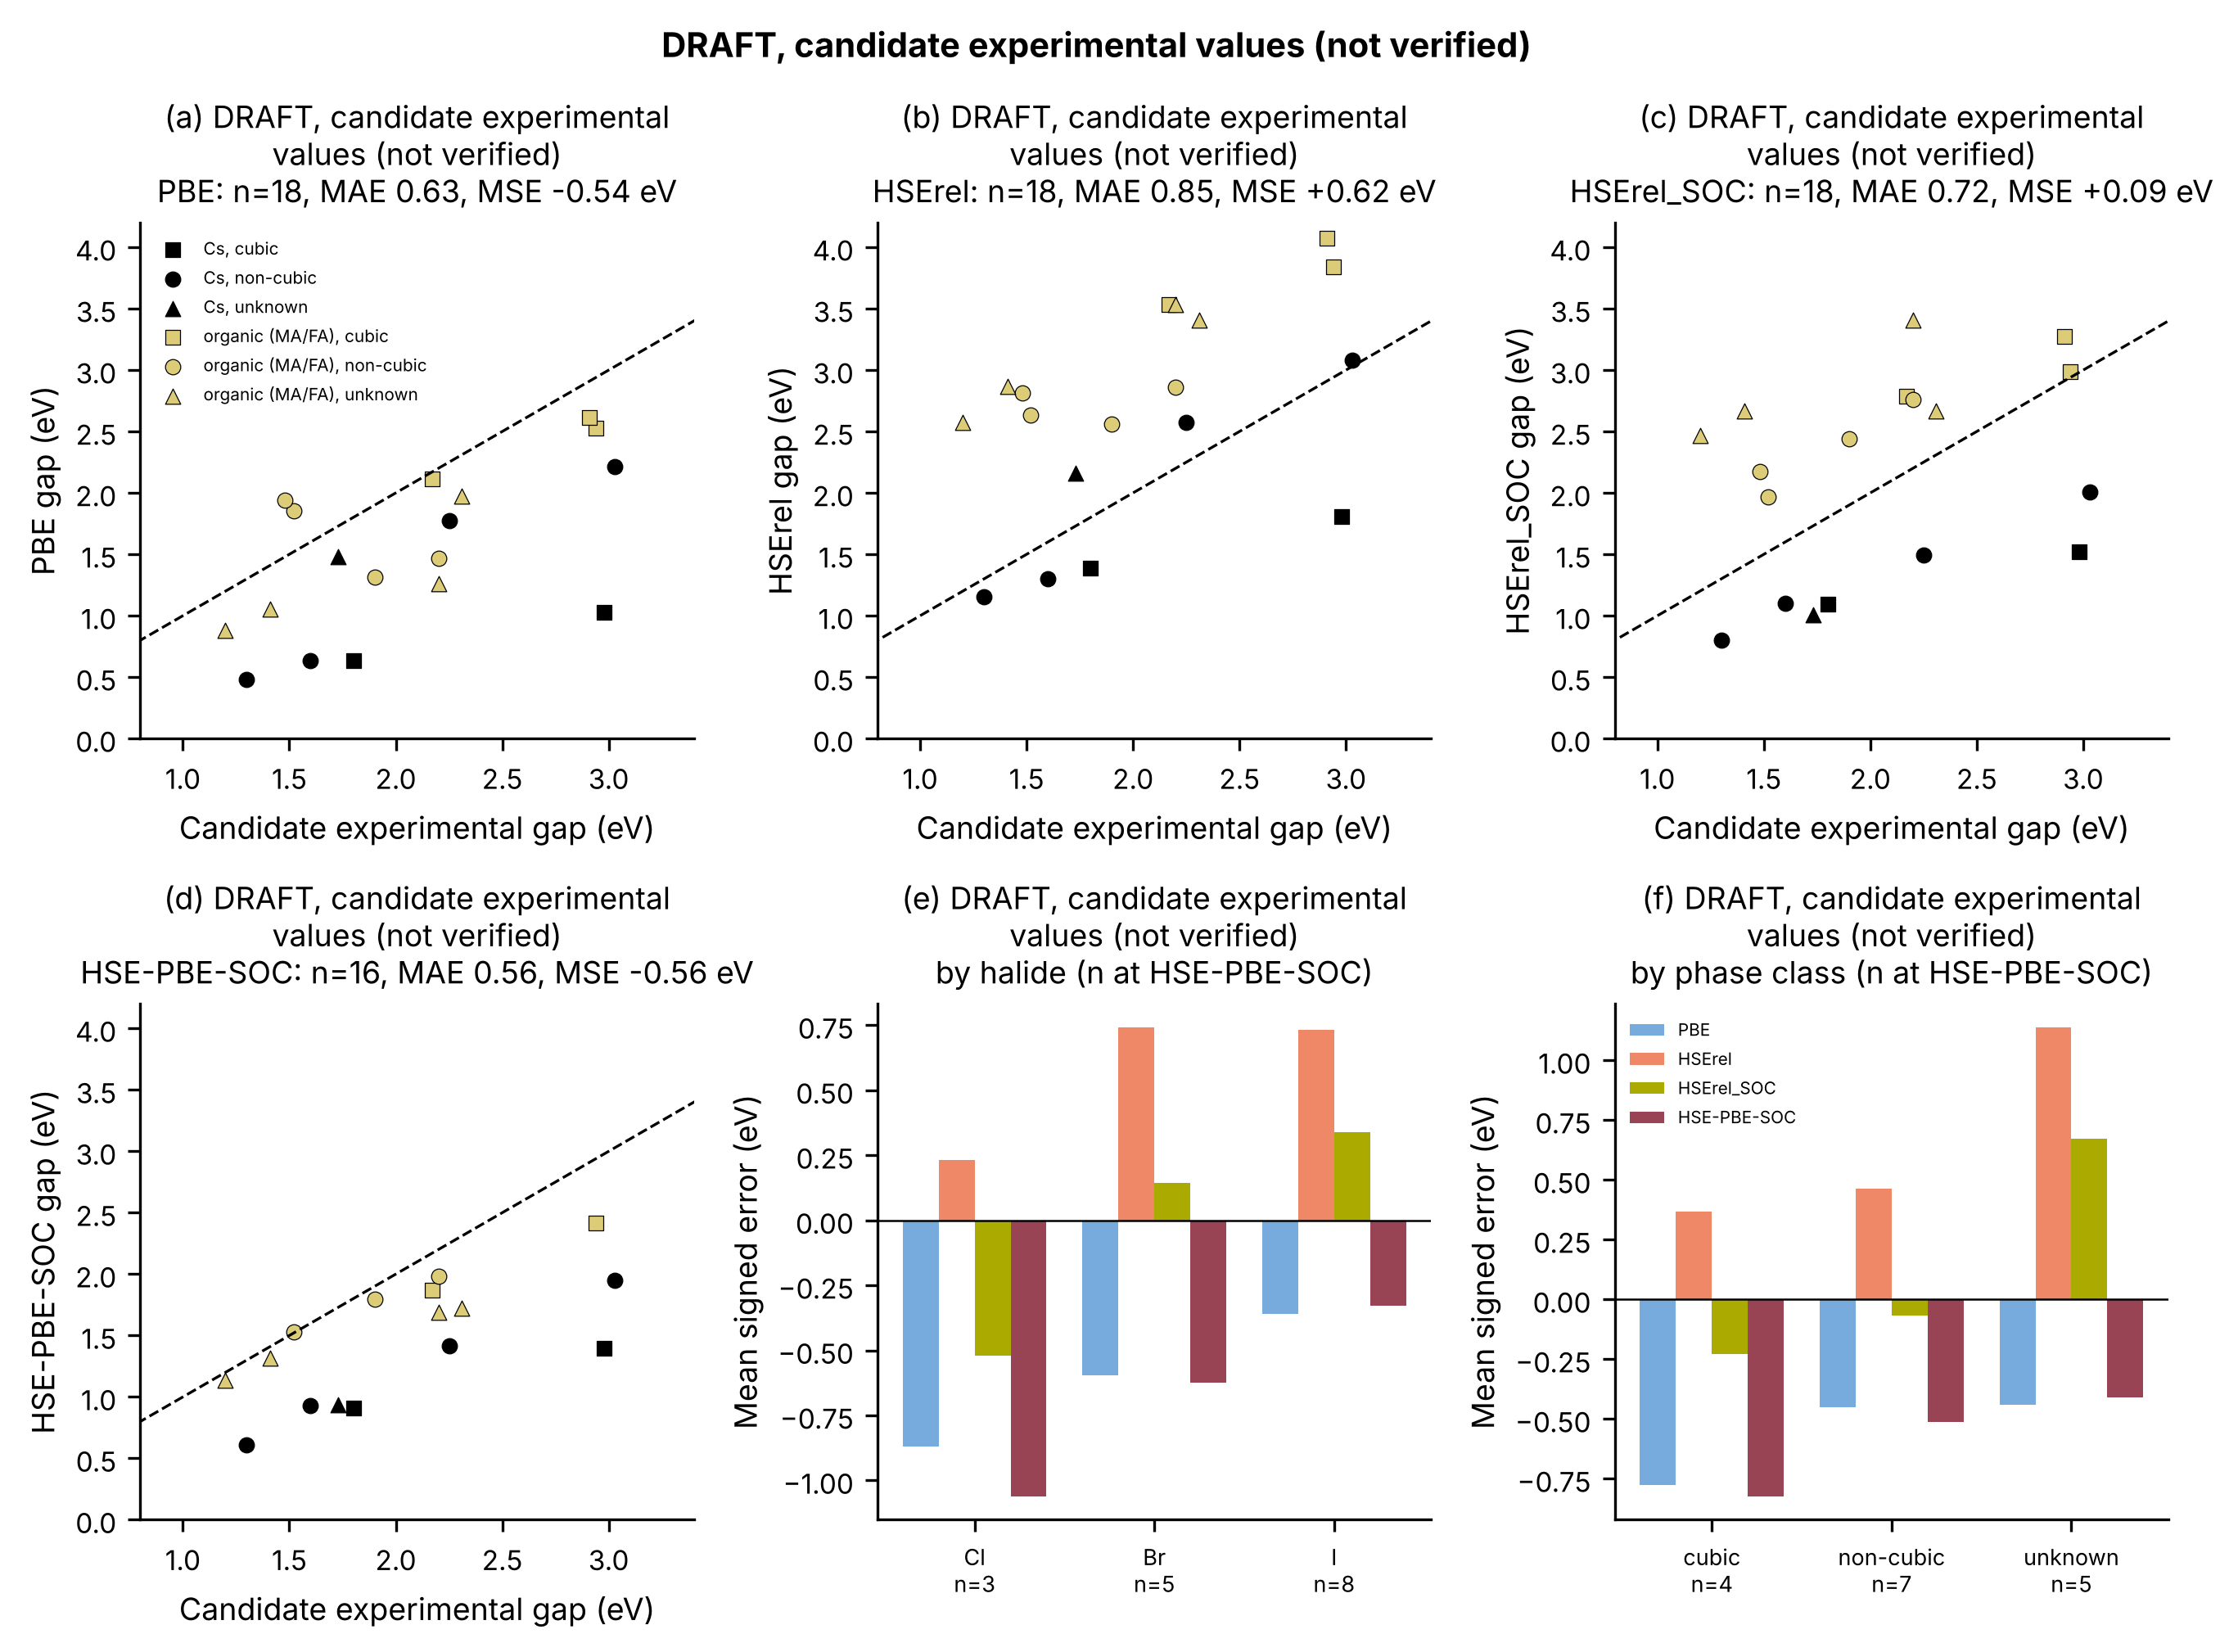 DRAFT, candidate experimental values (not verified)
(a) DRAFT, candidate experimental
values (not verified)
PBE: n=18, MAE 0.63, MSE -0.54 eV
PBE gap (eV)
4.0
3.5
3.0
2.5
2.0
1.5
1.0
0.5
0.0
Cs, cubic
Cs, non-cubic
Cs, unknown
organic (MA/FA), cubic
organic (MA/FA), non-cubic
organic (MA/FA), unknown
1.0 1.5 2.0 2.5 3.0
Candidate experimental gap (eV)
(b) DRAFT, candidate experimental
values (not verified)
HSErel: n=18, MAE 0.85, MSE +0.62 eV
HSErel gap (eV)
4.0
3.5
3.0
2.5
2.0
1.5
1.0
0.5
0.0
1.0 1.5 2.0 2.5 3.0
Candidate experimental gap (eV)
(c) DRAFT, candidate experimental
values (not verified)
HSErel_SOC: n=18, MAE 0.72, MSE +0.09 eV
HSErel_SOC gap (eV)
4.0
3.5
3.0
2.5
2.0
1.5
1.0
0.5
0.0
1.0 1.5 2.0 2.5 3.0
Candidate experimental gap (eV)
(d) DRAFT, candidate experimental
values (not verified)
HSE-PBE-SOC: n=16, MAE 0.56, MSE -0.56 eV
HSE-PBE-SOC gap (eV)
4.0
3.5
3.0
2.5
2.0
1.5
1.0
0.5
0.0
1.0 1.5 2.0 2.5 3.0
Candidate experimental gap (eV)
(e) DRAFT, candidate experimental
values (not verified)
by halide (n at HSE-PBE-SOC)
Mean signed error (eV)
0.75
0.50
0.25
0.00
−0.25
−0.50
−0.75
−1.00
Cl Br I
n=3 n=5 n=8
(f) DRAFT, candidate experimental
values (not verified)
by phase class (n at HSE-PBE-SOC)
Mean signed error (eV)
1.00
0.75
0.50
0.25
0.00
−0.25
−0.50
−0.75
PBE
HSErel
HSErel_SOC
HSE-PBE-SOC
cubic non-cubic unknown
n=4 n=7 n=5